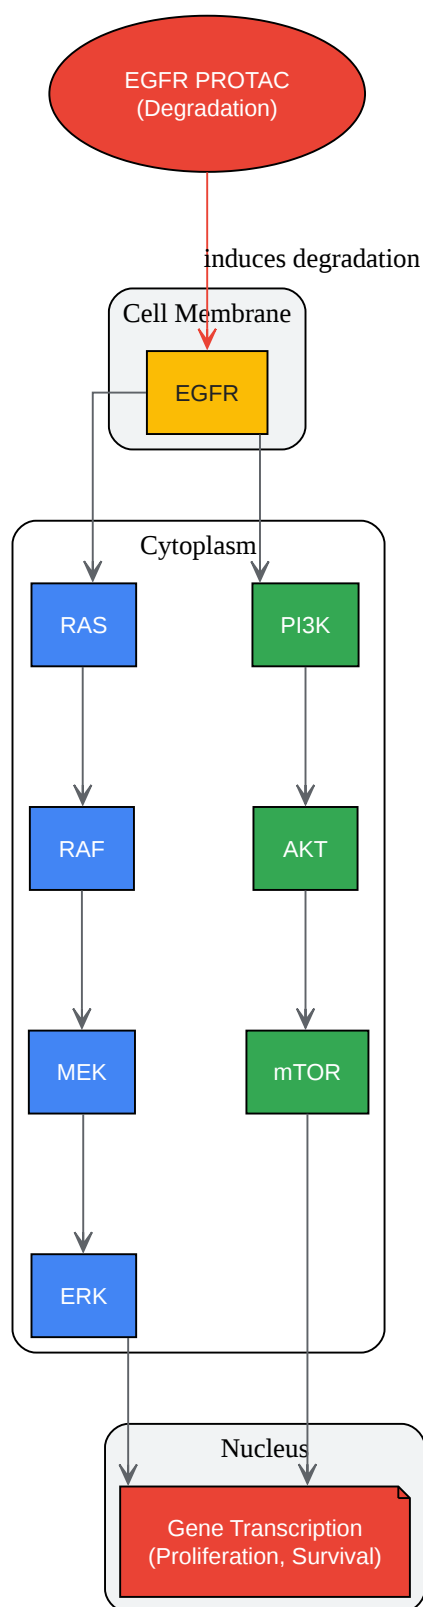 EGFR PROTAC
(Degradation)
induces degradation
Cell Membrane
EGFR
Cytoplasm
RAS
PI3K
RAF
AKT
MEK
mTOR
ERK
Nucleus
Gene Transcription
(Proliferation, Survival)